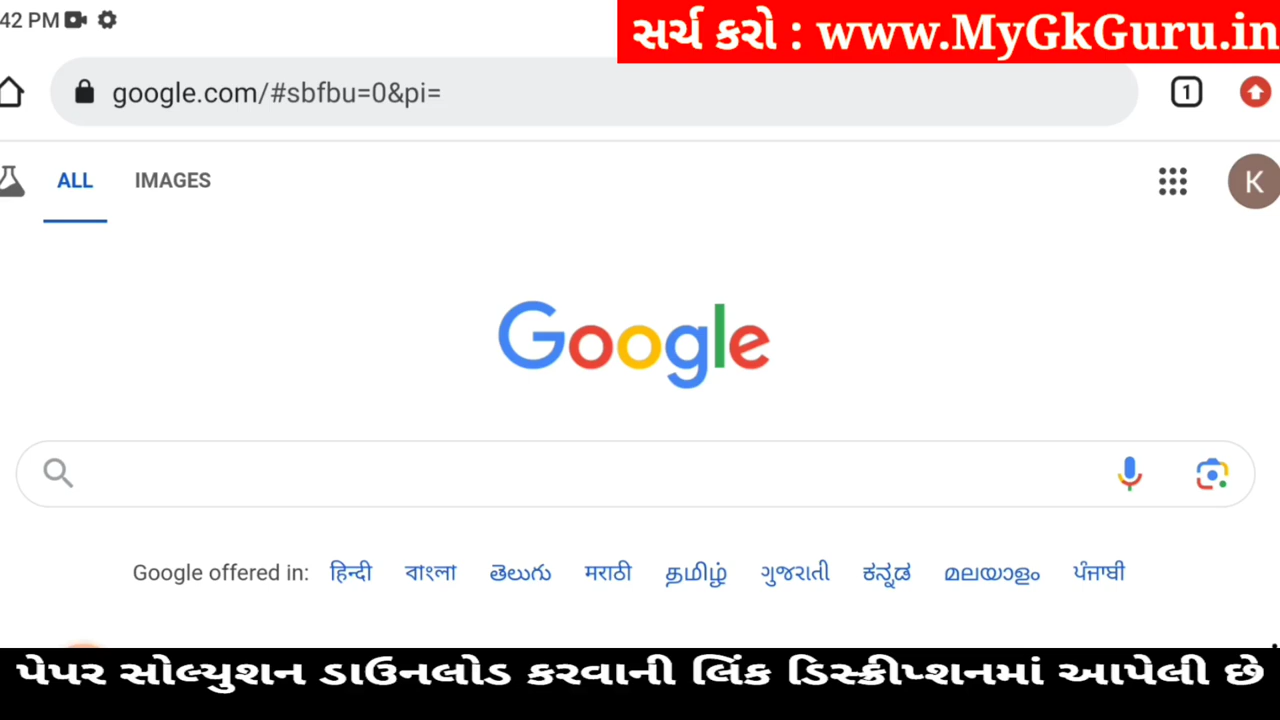 42 PM
સર્ચ કરો : www.MyGkGuru.in
google.com/#sbfbu=0&pi=
1
ALL IMAGES
K
Google
Google offered in: हिन्दी বাংলা తెలుగు मराठी தமிழ் ગુજરાતી ಕನ್ನಡ മലയാളം ਪੰਜਾਬੀ
પેપર સોલ્યુશન ડાઉનલોડ કરવાની લિંક ડિસ્ક્રીપ્શનમાં આપેલી છે